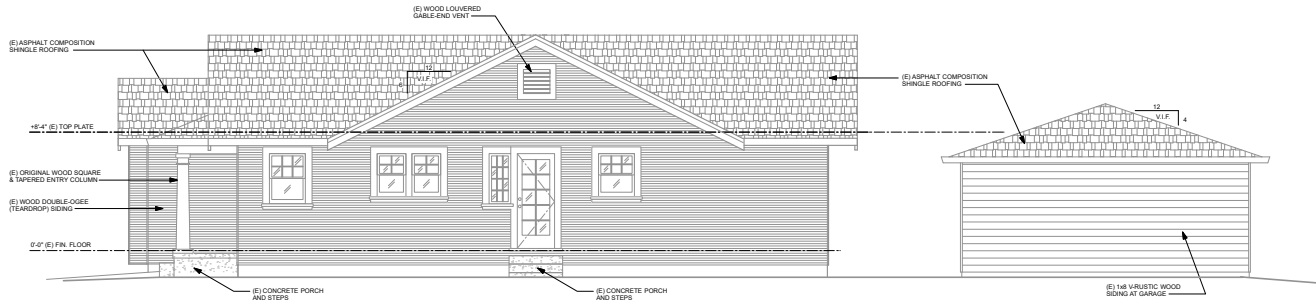 (E) WOOD LOUVERED
GABLE-END VENT
(E) ASPHALT COMPOSITION
SHINGLE ROOFING
12
6
V.I.F.
(E) ASPHALT COMPOSITION
SHINGLE ROOFING
12
V.I.F.
4
+8'-4" (E) TOP PLATE
(E) ORIGINAL WOOD SQUARE
& TAPERED ENTRY COLUMN
(E) WOOD DOUBLE-OGEE
(TEARDROP) SIDING
0'-0" (E) FIN. FLOOR
(E) CONCRETE PORCH
AND STEPS
(E) CONCRETE PORCH
AND STEPS
(E) 1x8 V-RUSTIC WOOD
SIDING AT GARAGE